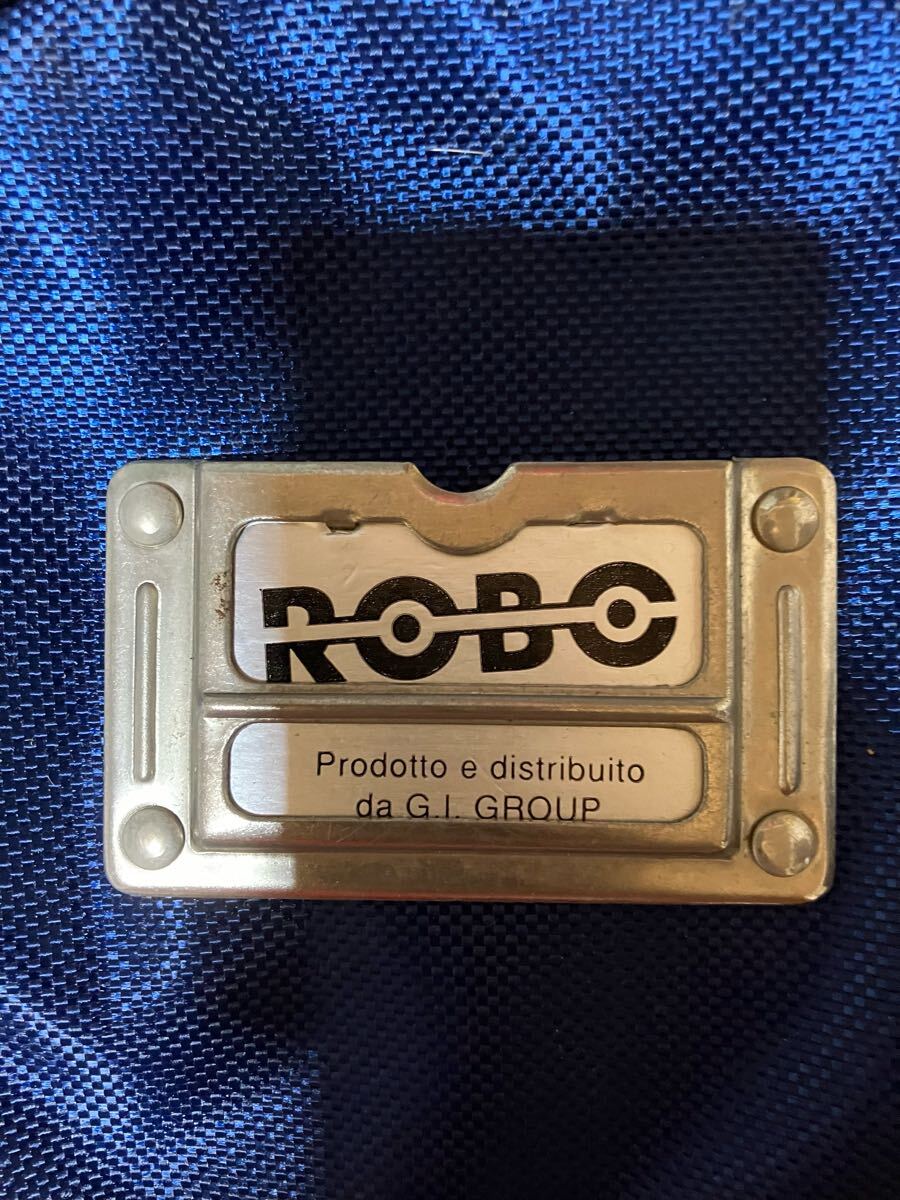 ROBO
Prodotto e distribuito
da G.I. GROUP